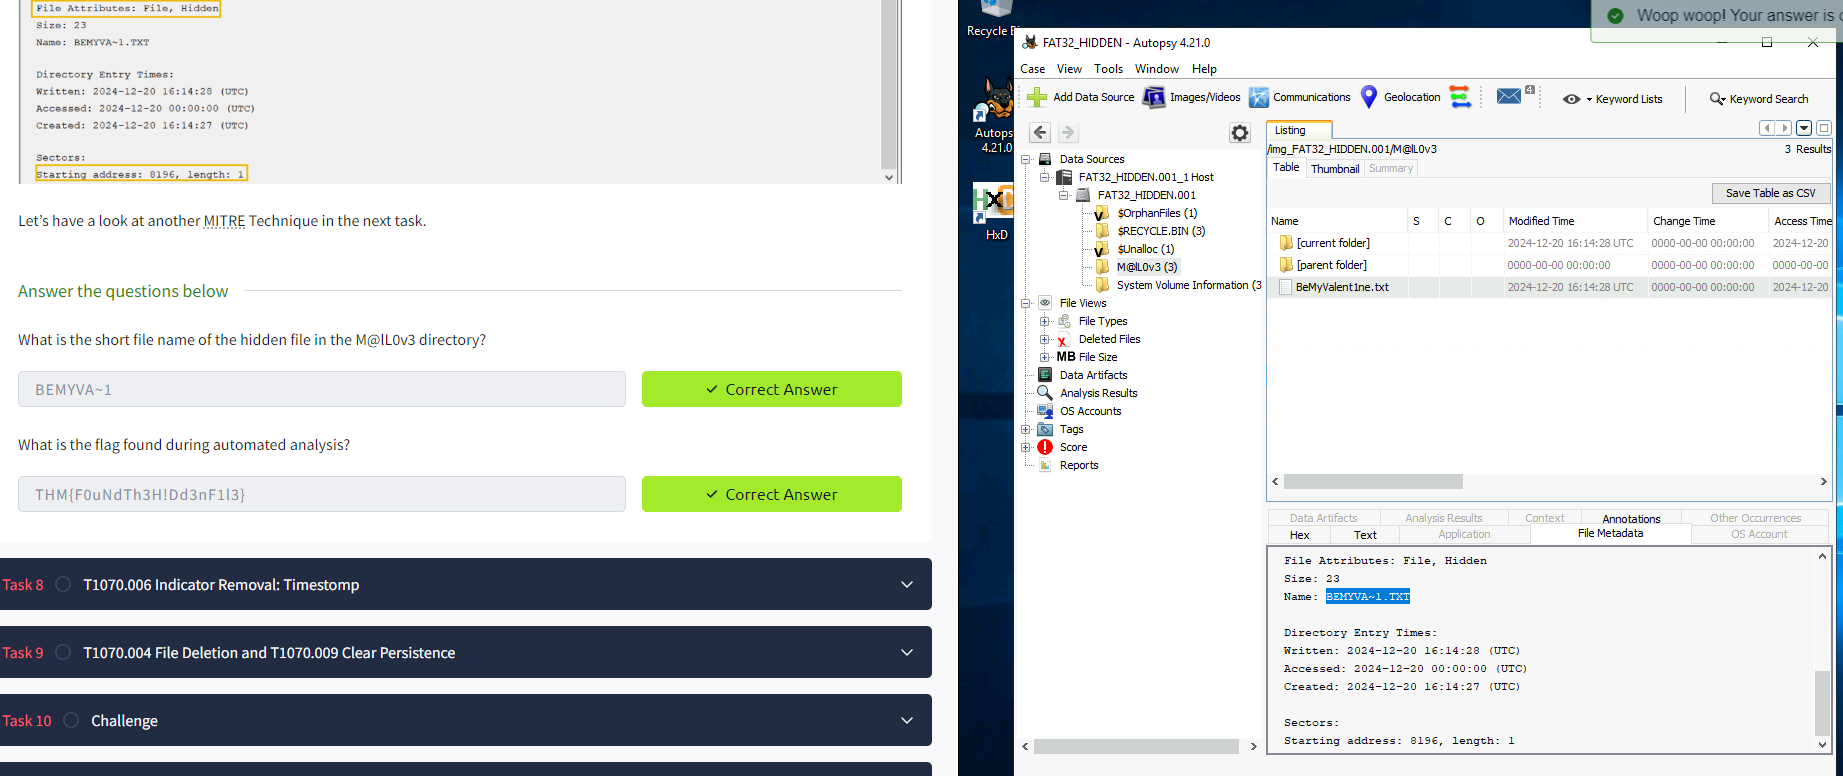 File Attributes: File, Hidden
Size: 23
Name: BEMYVA~1.TXT
Directory Entry Times:
Written: 2024-12-20 16:14:28 (UTC)
Accessed: 2024-12-20 00:00:00 (UTC)
Created: 2024-12-20 16:14:27 (UTC)
Sectors:
Starting address: 8196, length: 1
Let's have a look at another MITRE Technique in the next task.
Answer the questions below
What is the short file name of the hidden file in the M@lL0v3 directory?
BEMYVA~1
Correct Answer
What is the flag found during automated analysis?
THM{F0uNdTh3H!Dd3nF1l3}
Correct Answer
Task 8 T1070.006 Indicator Removal: Timestomp
Task 9 T1070.004 File Deletion and T1070.009 Clear Persistence
Task 10 Challenge
Recycle
Autopsy
4.21.0
HxD
HxD
Woop woop! Your answer is
FAT32_HIDDEN - Autopsy 4.21.0
Case View Tools Window Help
Add Data Source Images/Videos Communications Geolocation 4 Keyword Lists Keyword Search
Data Sources
FAT32_HIDDEN.001_1 Host
FAT32_HIDDEN.001
$OrphanFiles (1)
$RECYCLE.BIN (3)
$Unalloc (1)
M@lL0v3 (3)
System Volume Information (3
File Views
File Types
Deleted Files
MB File Size
Data Artifacts
Analysis Results
OS Accounts
Tags
Score
Reports
Listing
/img_FAT32_HIDDEN.001/M@lL0v3 3 Results
Table Thumbnail Summary
Save Table as CSV
Name S C O Modified Time Change Time Access Time
[current folder] 2024-12-20 16:14:28 UTC 0000-00-00 00:00:00 2024-12-20
[parent folder] 0000-00-00 00:00:00 0000-00-00 00:00:00 0000-00-00
BeMyValent1ne.txt 2024-12-20 16:14:28 UTC 0000-00-00 00:00:00 2024-12-20
Data Artifacts Analysis Results Context Annotations Other Occurrences
Hex Text Application File Metadata OS Account
File Attributes: File, Hidden
Size: 23
Name: BEMYVA~1.TXT
Directory Entry Times:
Written: 2024-12-20 16:14:28 (UTC)
Accessed: 2024-12-20 00:00:00 (UTC)
Created: 2024-12-20 16:14:27 (UTC)
Sectors:
Starting address: 8196, length: 1